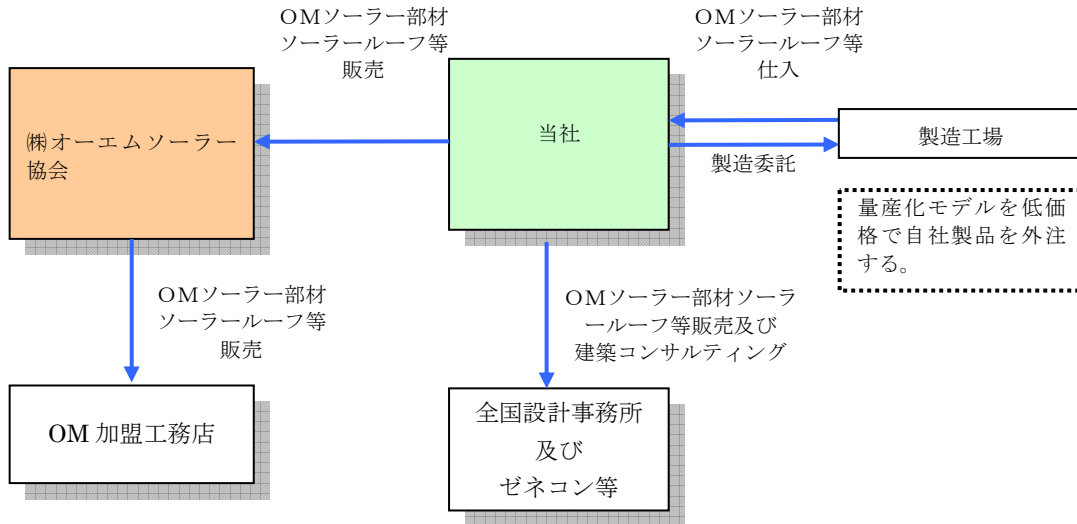 OMソーラー部材
ソーラールーフ等
販売
OMソーラー部材
ソーラールーフ等
仕入
㈱オーエムソーラー
協会
当社
製造工場
製造委託
量産化モデルを低価
格で自社製品を外注
する。
OMソーラー部材
ソーラールーフ等
販売
OMソーラー部材ソーラ
ールーフ等販売及び
建築コンサルティング
OM 加盟工務店
全国設計事務所
及び
ゼネコン等